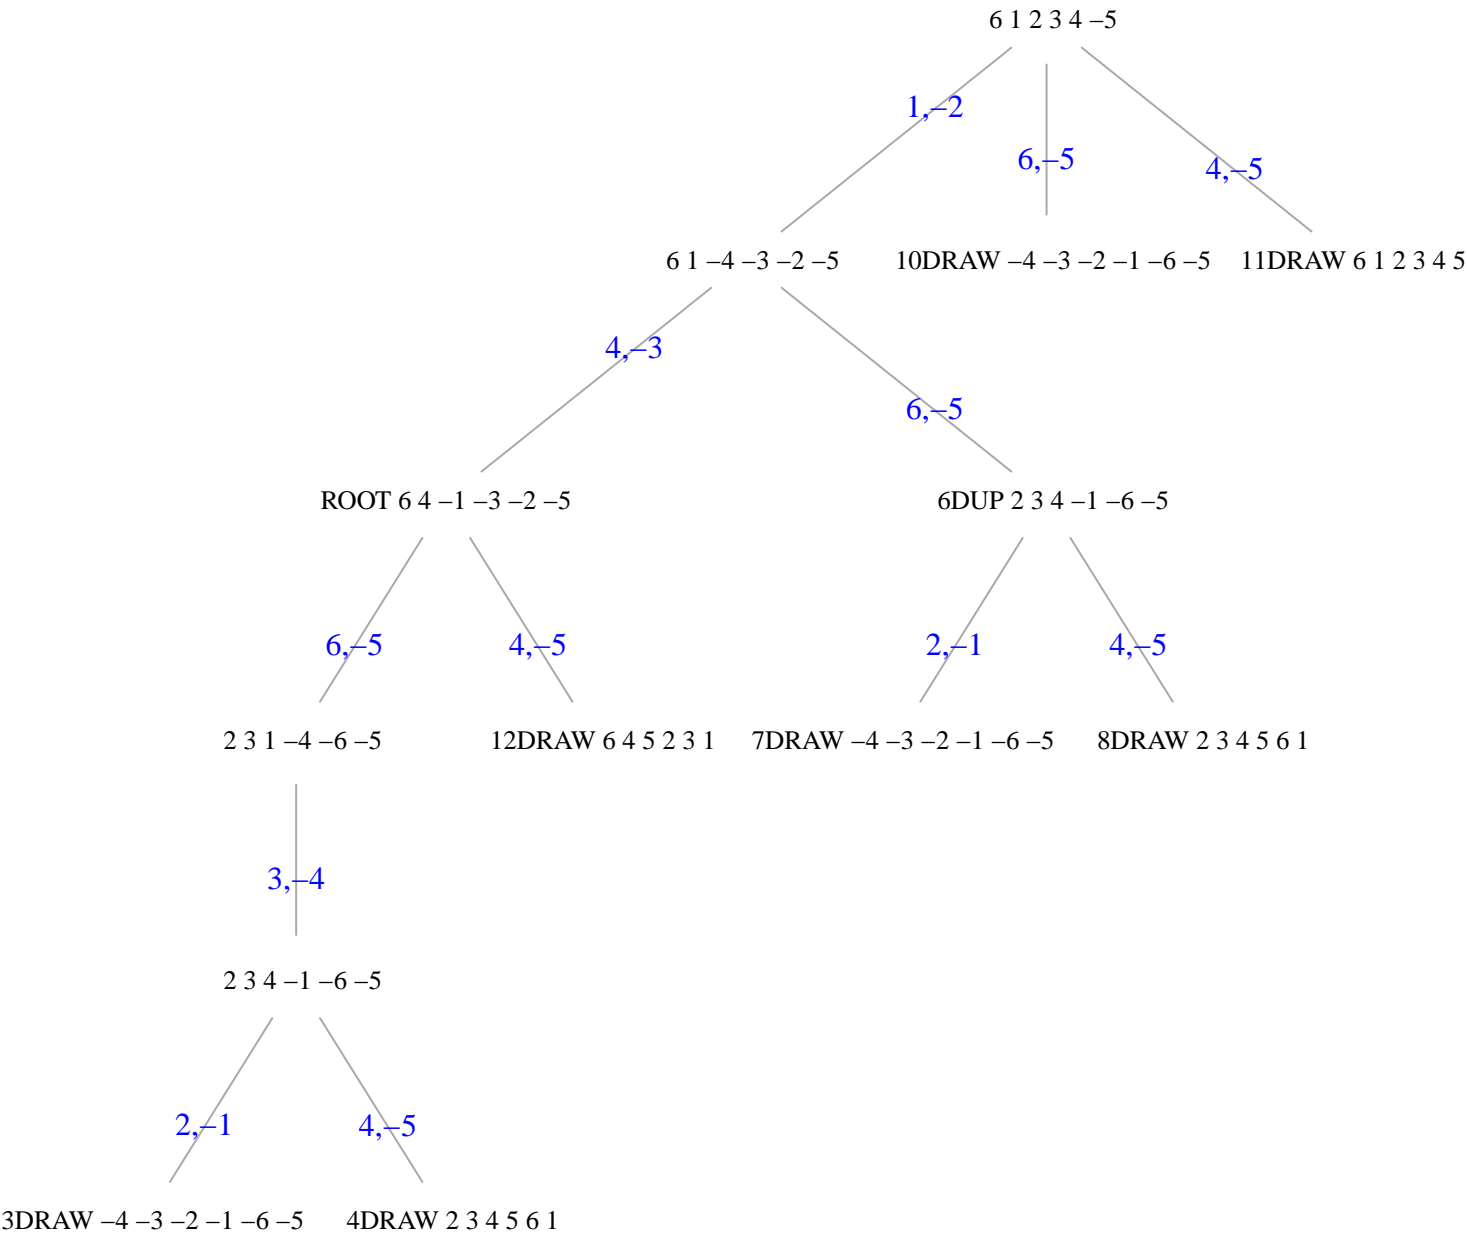 6 1 2 3 4 –5
1,–2
6,–5
4,–5
6 1 –4 –3 –2 –5
10DRAW –4 –3 –2 –1 –6 –5
11DRAW 6 1 2 3 4 5
4,–3
6,–5
ROOT 6 4 –1 –3 –2 –5
6DUP 2 3 4 –1 –6 –5
6,–5
4,–5
2,–1
4,–5
2 3 1 –4 –6 –5
12DRAW 6 4 5 2 3 1
7DRAW –4 –3 –2 –1 –6 –5
8DRAW 2 3 4 5 6 1
3,–4
2 3 4 –1 –6 –5
2,–1
4,–5
3DRAW –4 –3 –2 –1 –6 –5
4DRAW 2 3 4 5 6 1